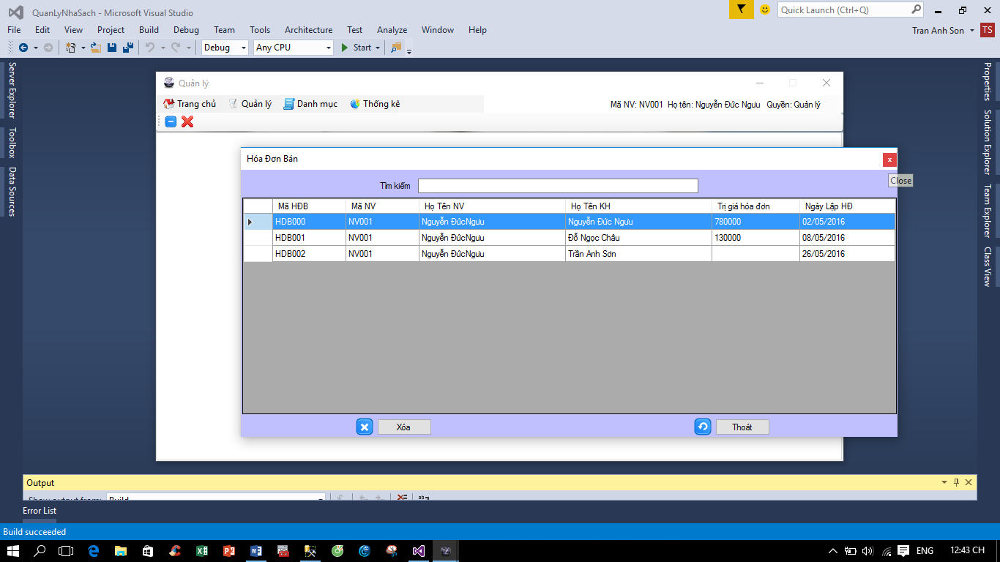 QuanLyNhaSach - Microsoft Visual Studio
Quick Launch (Ctrl+Q)
File Edit View Project Build Debug Team Tools Architecture Test Analyze Window Help
Tran Anh Son TS
Debug Any CPU Start
Server Explorer
Toolbox
Data Sources
Properties
Solution Explorer
Team Explorer
Class View
Quản lý
Trang chủ Quản lý Danh mục Thống kê
Mã NV: NV001 Họ tên: Nguyễn Đức Ngưu Quyền: Quản lý
Hóa Đơn Bán x
Close
Tìm kiếm
Mã HĐB Mã NV Họ Tên NV Họ Tên KH Trị giá hóa đơn Ngày Lập HĐ
HDB000 NV001 Nguyễn ĐứcNgưu Nguyễn Đức Ngưu 780000 02/05/2016
HDB001 NV001 Nguyễn ĐứcNgưu Đỗ Ngọc Châu 130000 08/05/2016
HDB002 NV001 Nguyễn ĐứcNgưu Trần Anh Sơn 26/05/2016
Xóa Thoát
Output
Show output from: Build
Error List
Build succeeded
ENG 12:43 CH